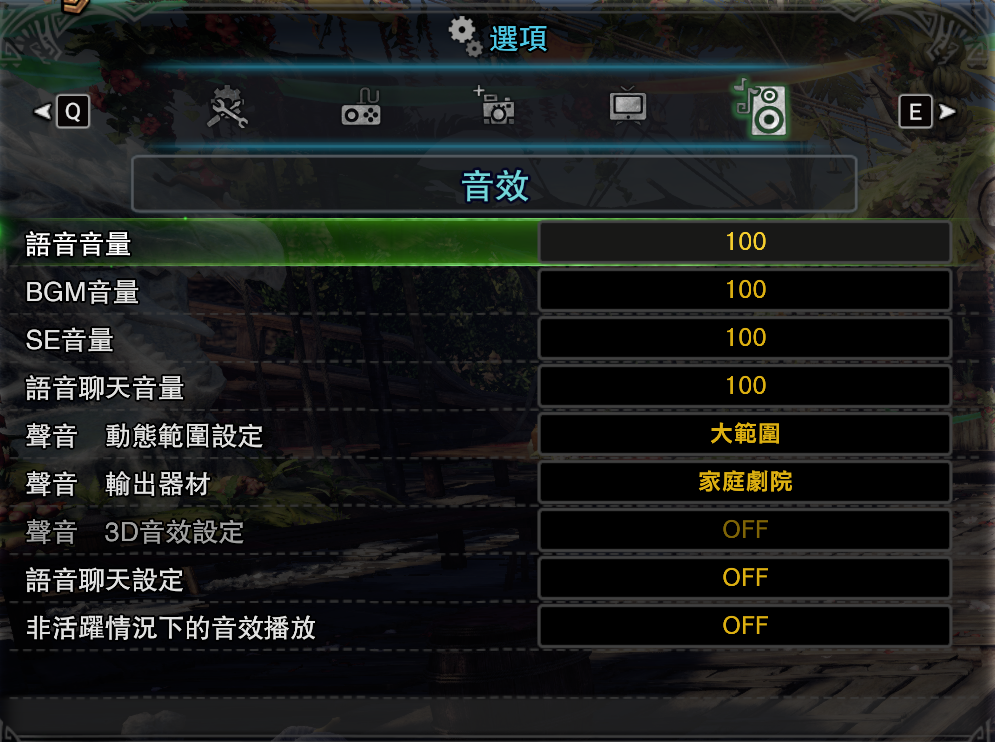 選項
Q
E
音效
語音音量 100
BGM音量 100
SE音量 100
語音聊天音量 100
聲音　動態範圍設定 大範圍
聲音　輸出器材 家庭劇院
聲音　3D音效設定 OFF
語音聊天設定 OFF
非活躍情況下的音效播放 OFF